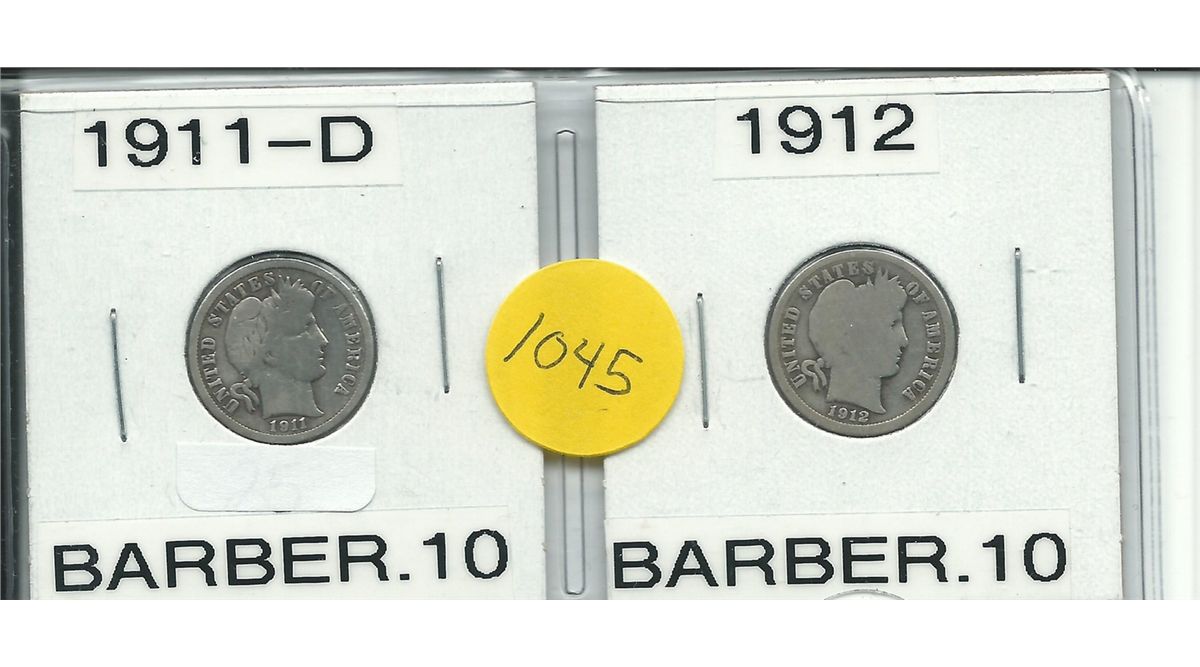 1911-D
1912
UNITED STATES OF AMERICA
1911
1045
UNITED STATES OF AMERICA
1912
BARBER.10
BARBER.10